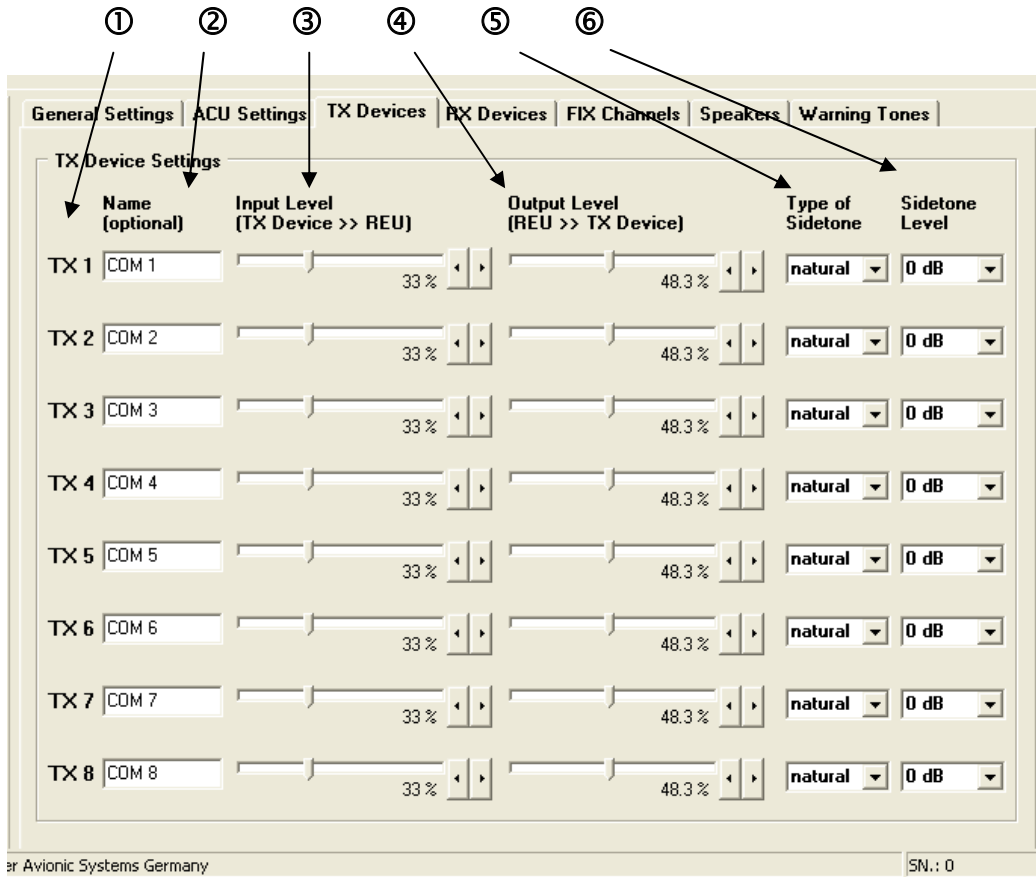 ① ② ③ ④ ⑤ ⑥
General Settings ACU Settings TX Devices RX Devices FIX Channels Speakers Warning Tones
TX Device Settings
Name Input Level Output Level Type of Sidetone
(optional) (TX Device >> REU) (REU >> TX Device) Sidetone Level
TX 1 COM 1 33 % 48.3 % natural 0 dB
TX 2 COM 2 33 % 48.3 % natural 0 dB
TX 3 COM 3 33 % 48.3 % natural 0 dB
TX 4 COM 4 33 % 48.3 % natural 0 dB
TX 5 COM 5 33 % 48.3 % natural 0 dB
TX 6 COM 6 33 % 48.3 % natural 0 dB
TX 7 COM 7 33 % 48.3 % natural 0 dB
TX 8 COM 8 33 % 48.3 % natural 0 dB
er Avionic Systems Germany SN.: 0